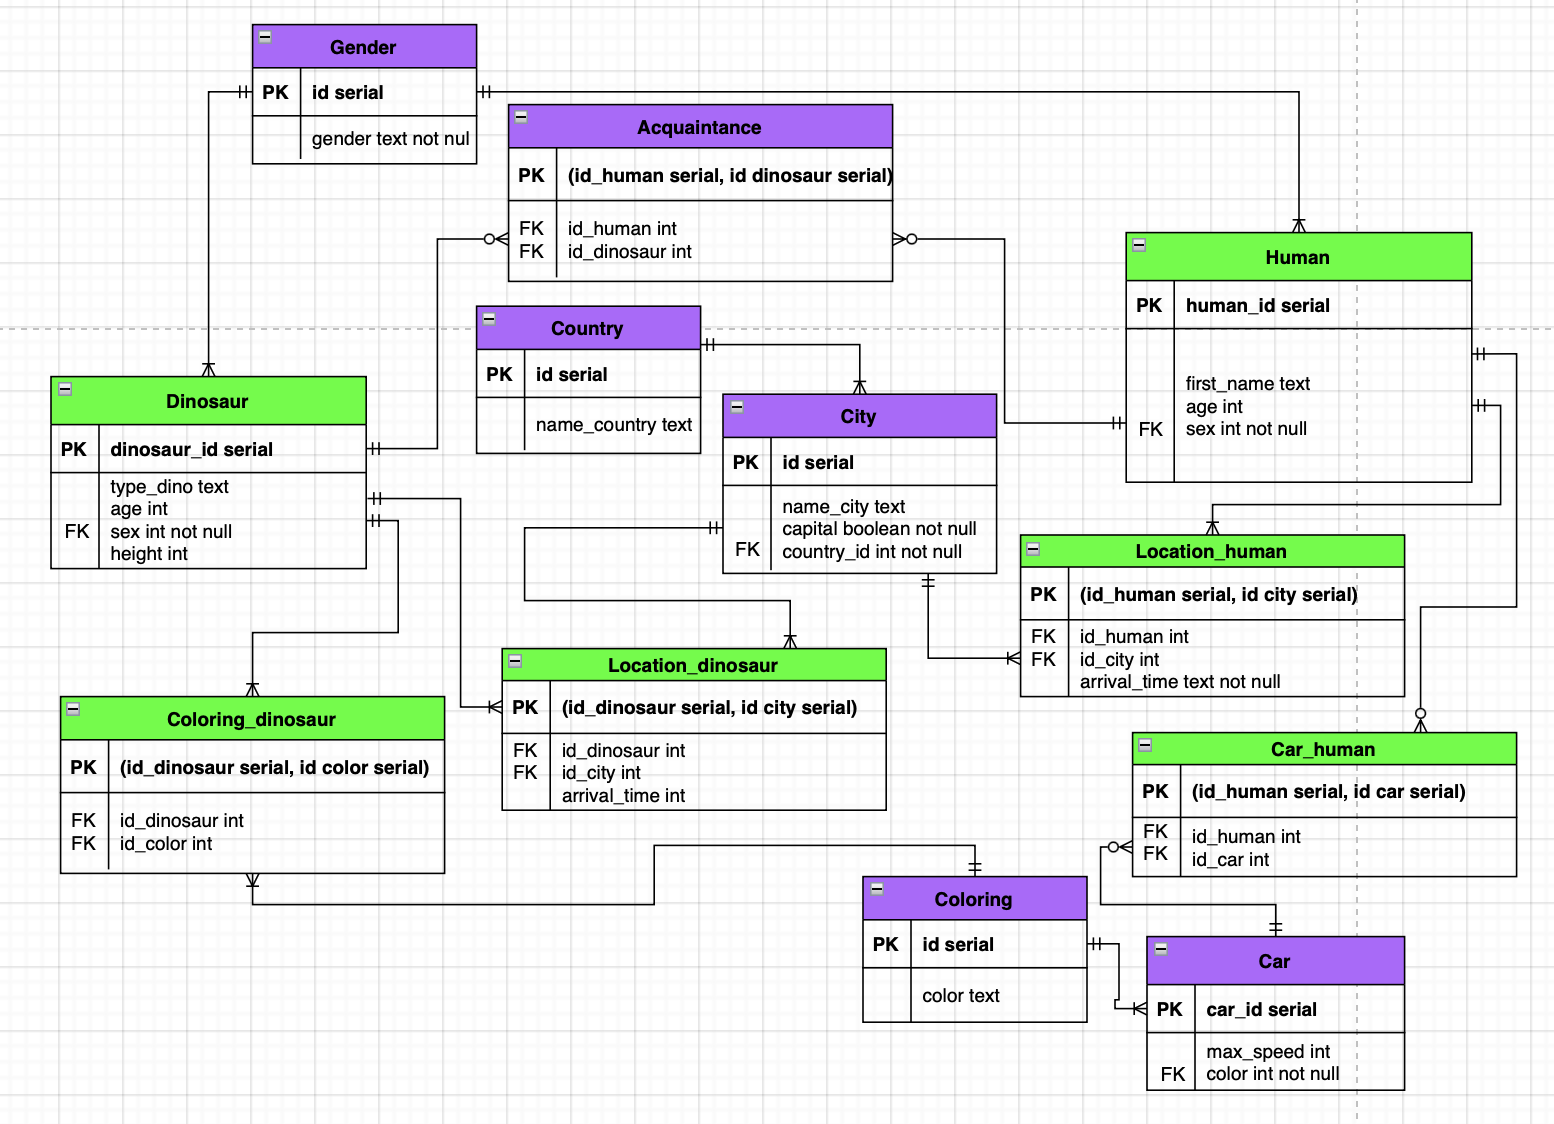 Gender
PK id serial
gender text not nul
Acquaintance
PK (id_human serial, id dinosaur serial)
FK id_human int
FK id_dinosaur int
Human
PK human_id serial
first_name text
age int
FK sex int not null
Country
PK id serial
name_country text
Dinosaur
PK dinosaur_id serial
type_dino text
age int
FK sex int not null
height int
City
PK id serial
name_city text
capital boolean not null
FK country_id int not null
Location_human
PK (id_human serial, id city serial)
FK id_human int
FK id_city int
arrival_time text not null
Location_dinosaur
PK (id_dinosaur serial, id city serial)
FK id_dinosaur int
FK id_city int
arrival_time int
Coloring_dinosaur
PK (id_dinosaur serial, id color serial)
FK id_dinosaur int
FK id_color int
Car_human
PK (id_human serial, id car serial)
FK id_human int
FK id_car int
Coloring
PK id serial
color text
Car
PK car_id serial
max_speed int
FK color int not null